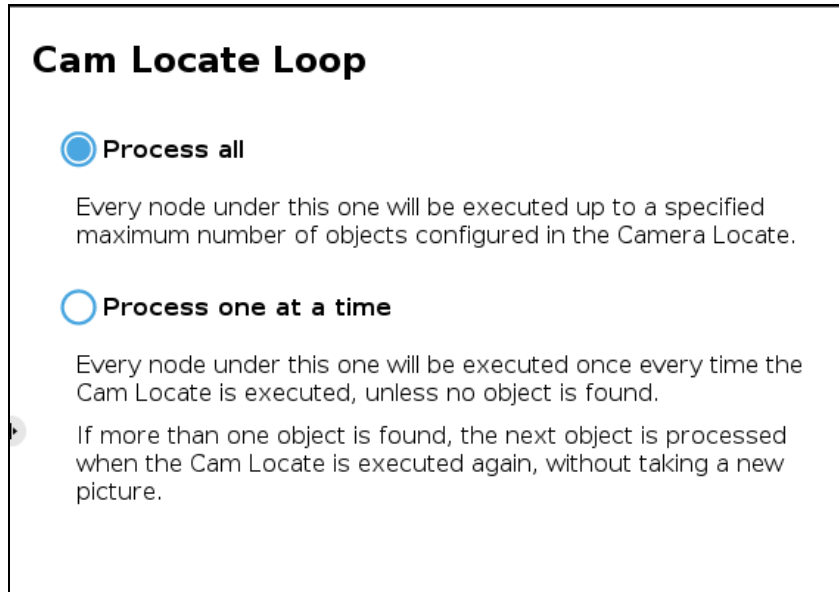 Cam Locate Loop
Process all
Every node under this one will be executed up to a specified
maximum number of objects configured in the Camera Locate.
Process one at a time
Every node under this one will be executed once every time the
Cam Locate is executed, unless no object is found.
If more than one object is found, the next object is processed
when the Cam Locate is executed again, without taking a new
picture.